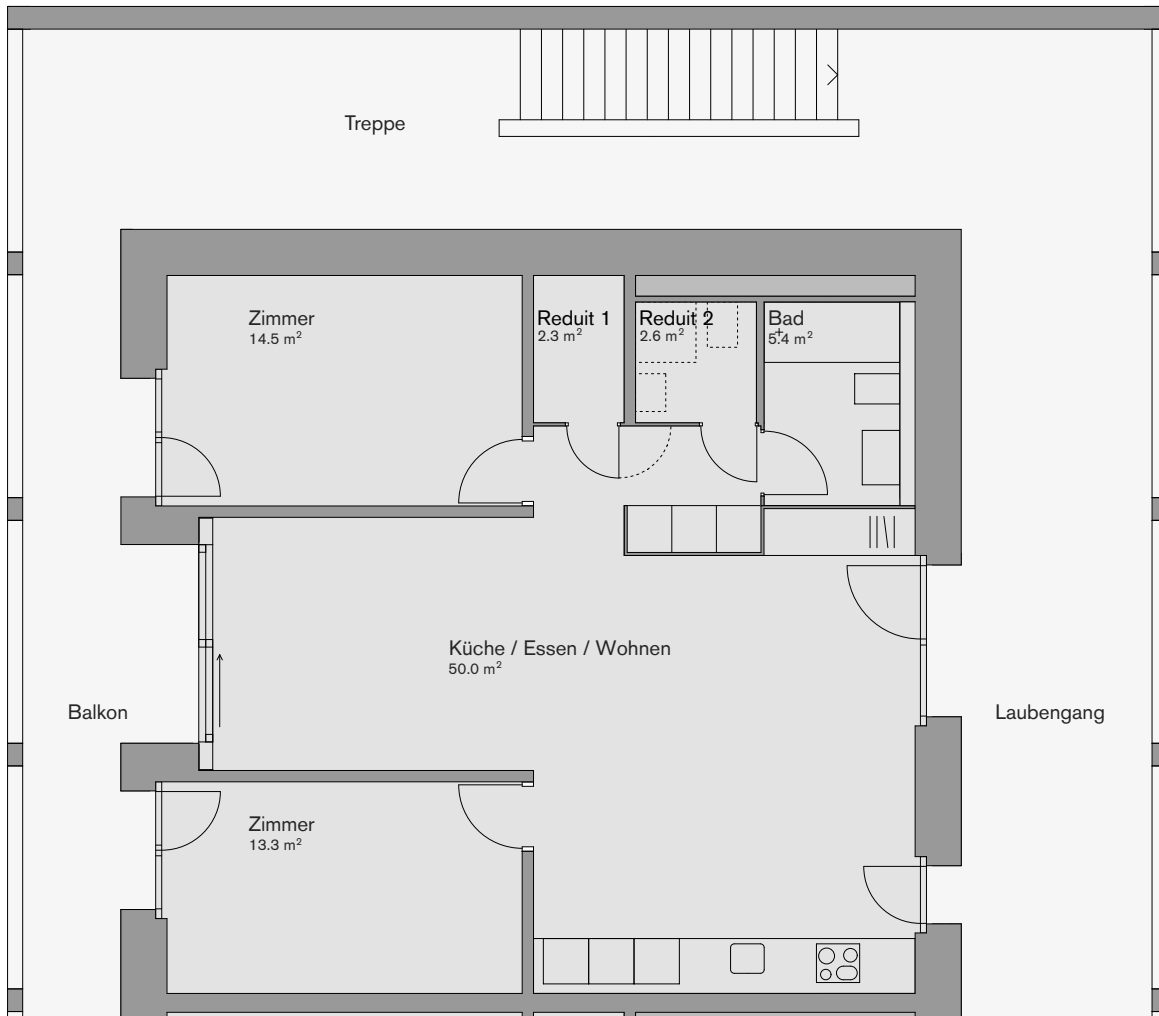 Treppe
Zimmer
14.5 m²
Reduit 1
2.3 m²
Reduit 2
2.6 m²
Bad
5.4 m²
Küche / Essen / Wohnen
50.0 m²
Balkon
Laubengang
Zimmer
13.3 m²